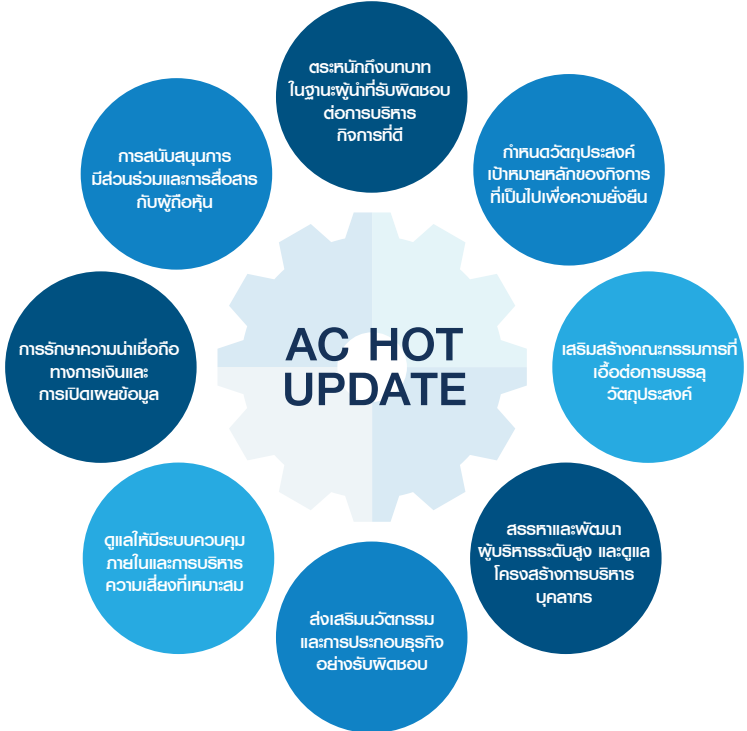 ตระหนักถึงบทบาท
ในฐานะผู้นำที่รับผิดชอบ
ต่อการบริหาร
กิจการที่ดี
กำหนดวัตถุประสงค์
เป้าหมายหลักของกิจการ
ที่เป็นไปเพื่อความยั่งยืน
เสริมสร้างคณะกรรมการที่
เอื้อต่อการบรรลุ
วัตถุประสงค์
สรรหาและพัฒนา
ผู้บริหารระดับสูง และดูแล
โครงสร้างการบริหาร
บุคลากร
ส่งเสริมนวัตกรรม
และการประกอบธุรกิจ
อย่างรับผิดชอบ
ดูแลให้มีระบบควบคุม
ภายในและการบริหาร
ความเสี่ยงที่เหมาะสม
การรักษาความน่าเชื่อถือ
ทางการเงินและ
การเปิดเผยข้อมูล
การสนับสนุนการ
มีส่วนร่วมและการสื่อสาร
กับผู้ถือหุ้น
AC HOT
UPDATE